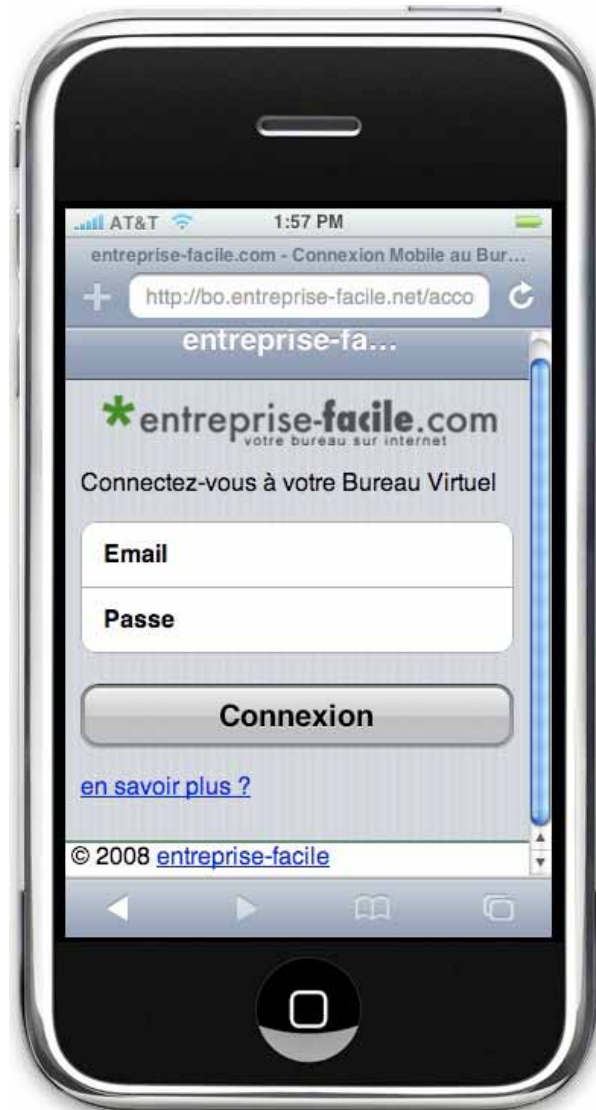 AT&T 1:57 PM
entreprise-facile.com - Connexion Mobile au Bur...
http://bo.entreprise-facile.net/acco
entreprise-fa...
*entreprise-facile.com
votre bureau sur internet
Connectez-vous à votre Bureau Virtuel
Email
Passe
Connexion
en savoir plus ?
© 2008 entreprise-facile